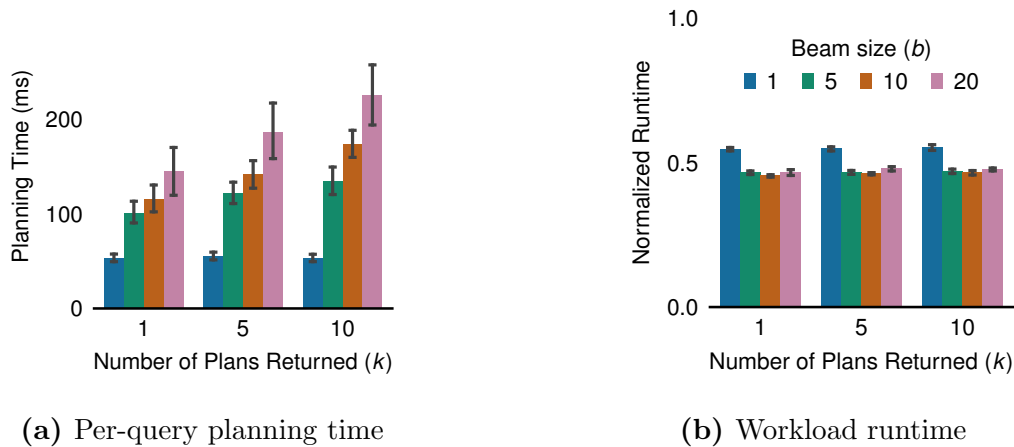 Planning Time (ms)
200
100
0
1 5 10
Number of Plans Returned (k)
(a) Per-query planning time
Normalized Runtime
1.0
0.5
0.0
Beam size (b)
1 5 10 20
1 5 10
Number of Plans Returned (k)
(b) Workload runtime